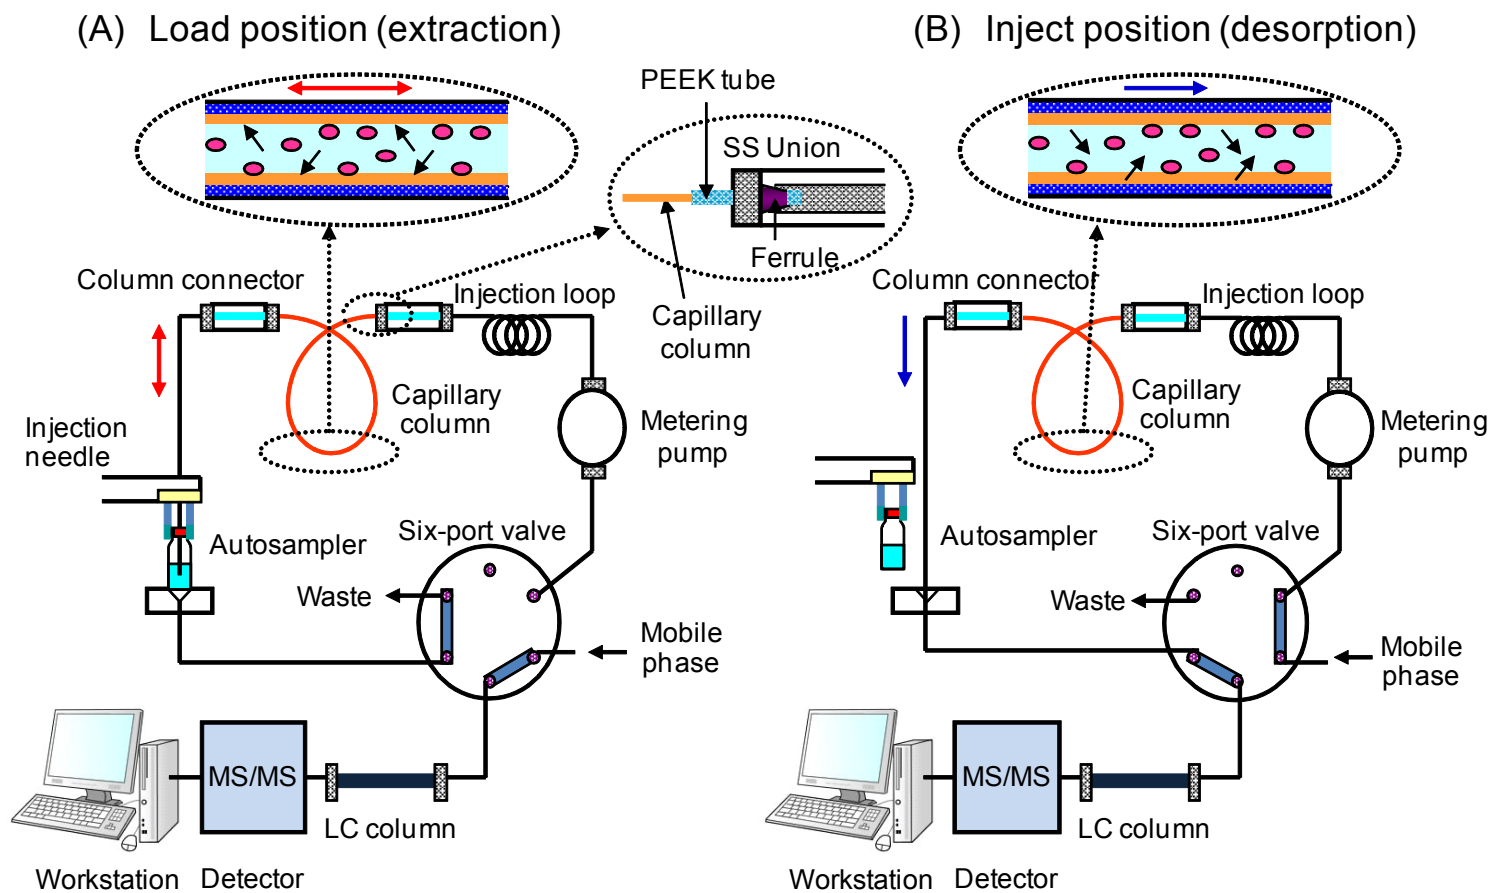 (A) Load position (extraction)
(B) Inject position (desorption)
PEEK tube
SS Union
Ferrule
Capillary
column
Column connector
Injection loop
Capillary
column
Injection
needle
Metering
pump
Autosampler
Six-port valve
Waste
Mobile
phase
MS/MS
LC column
Workstation
Detector
Column connector
Injection loop
Capillary
column
Metering
pump
Autosampler
Six-port valve
Waste
Mobile
phase
MS/MS
LC column
Workstation
Detector